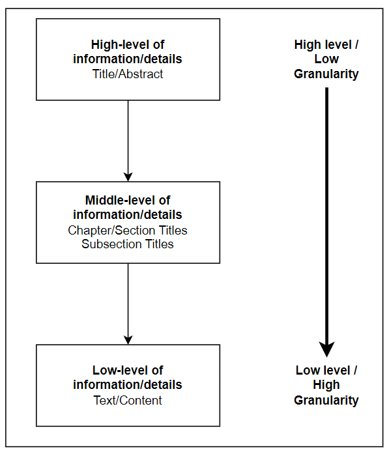 High-level of
information/details
Title/Abstract
High level /
Low
Granularity
Middle-level of
information/details
Chapter/Section Titles
Subsection Titles
Low-level of
information/details
Text/Content
Low level /
High
Granularity